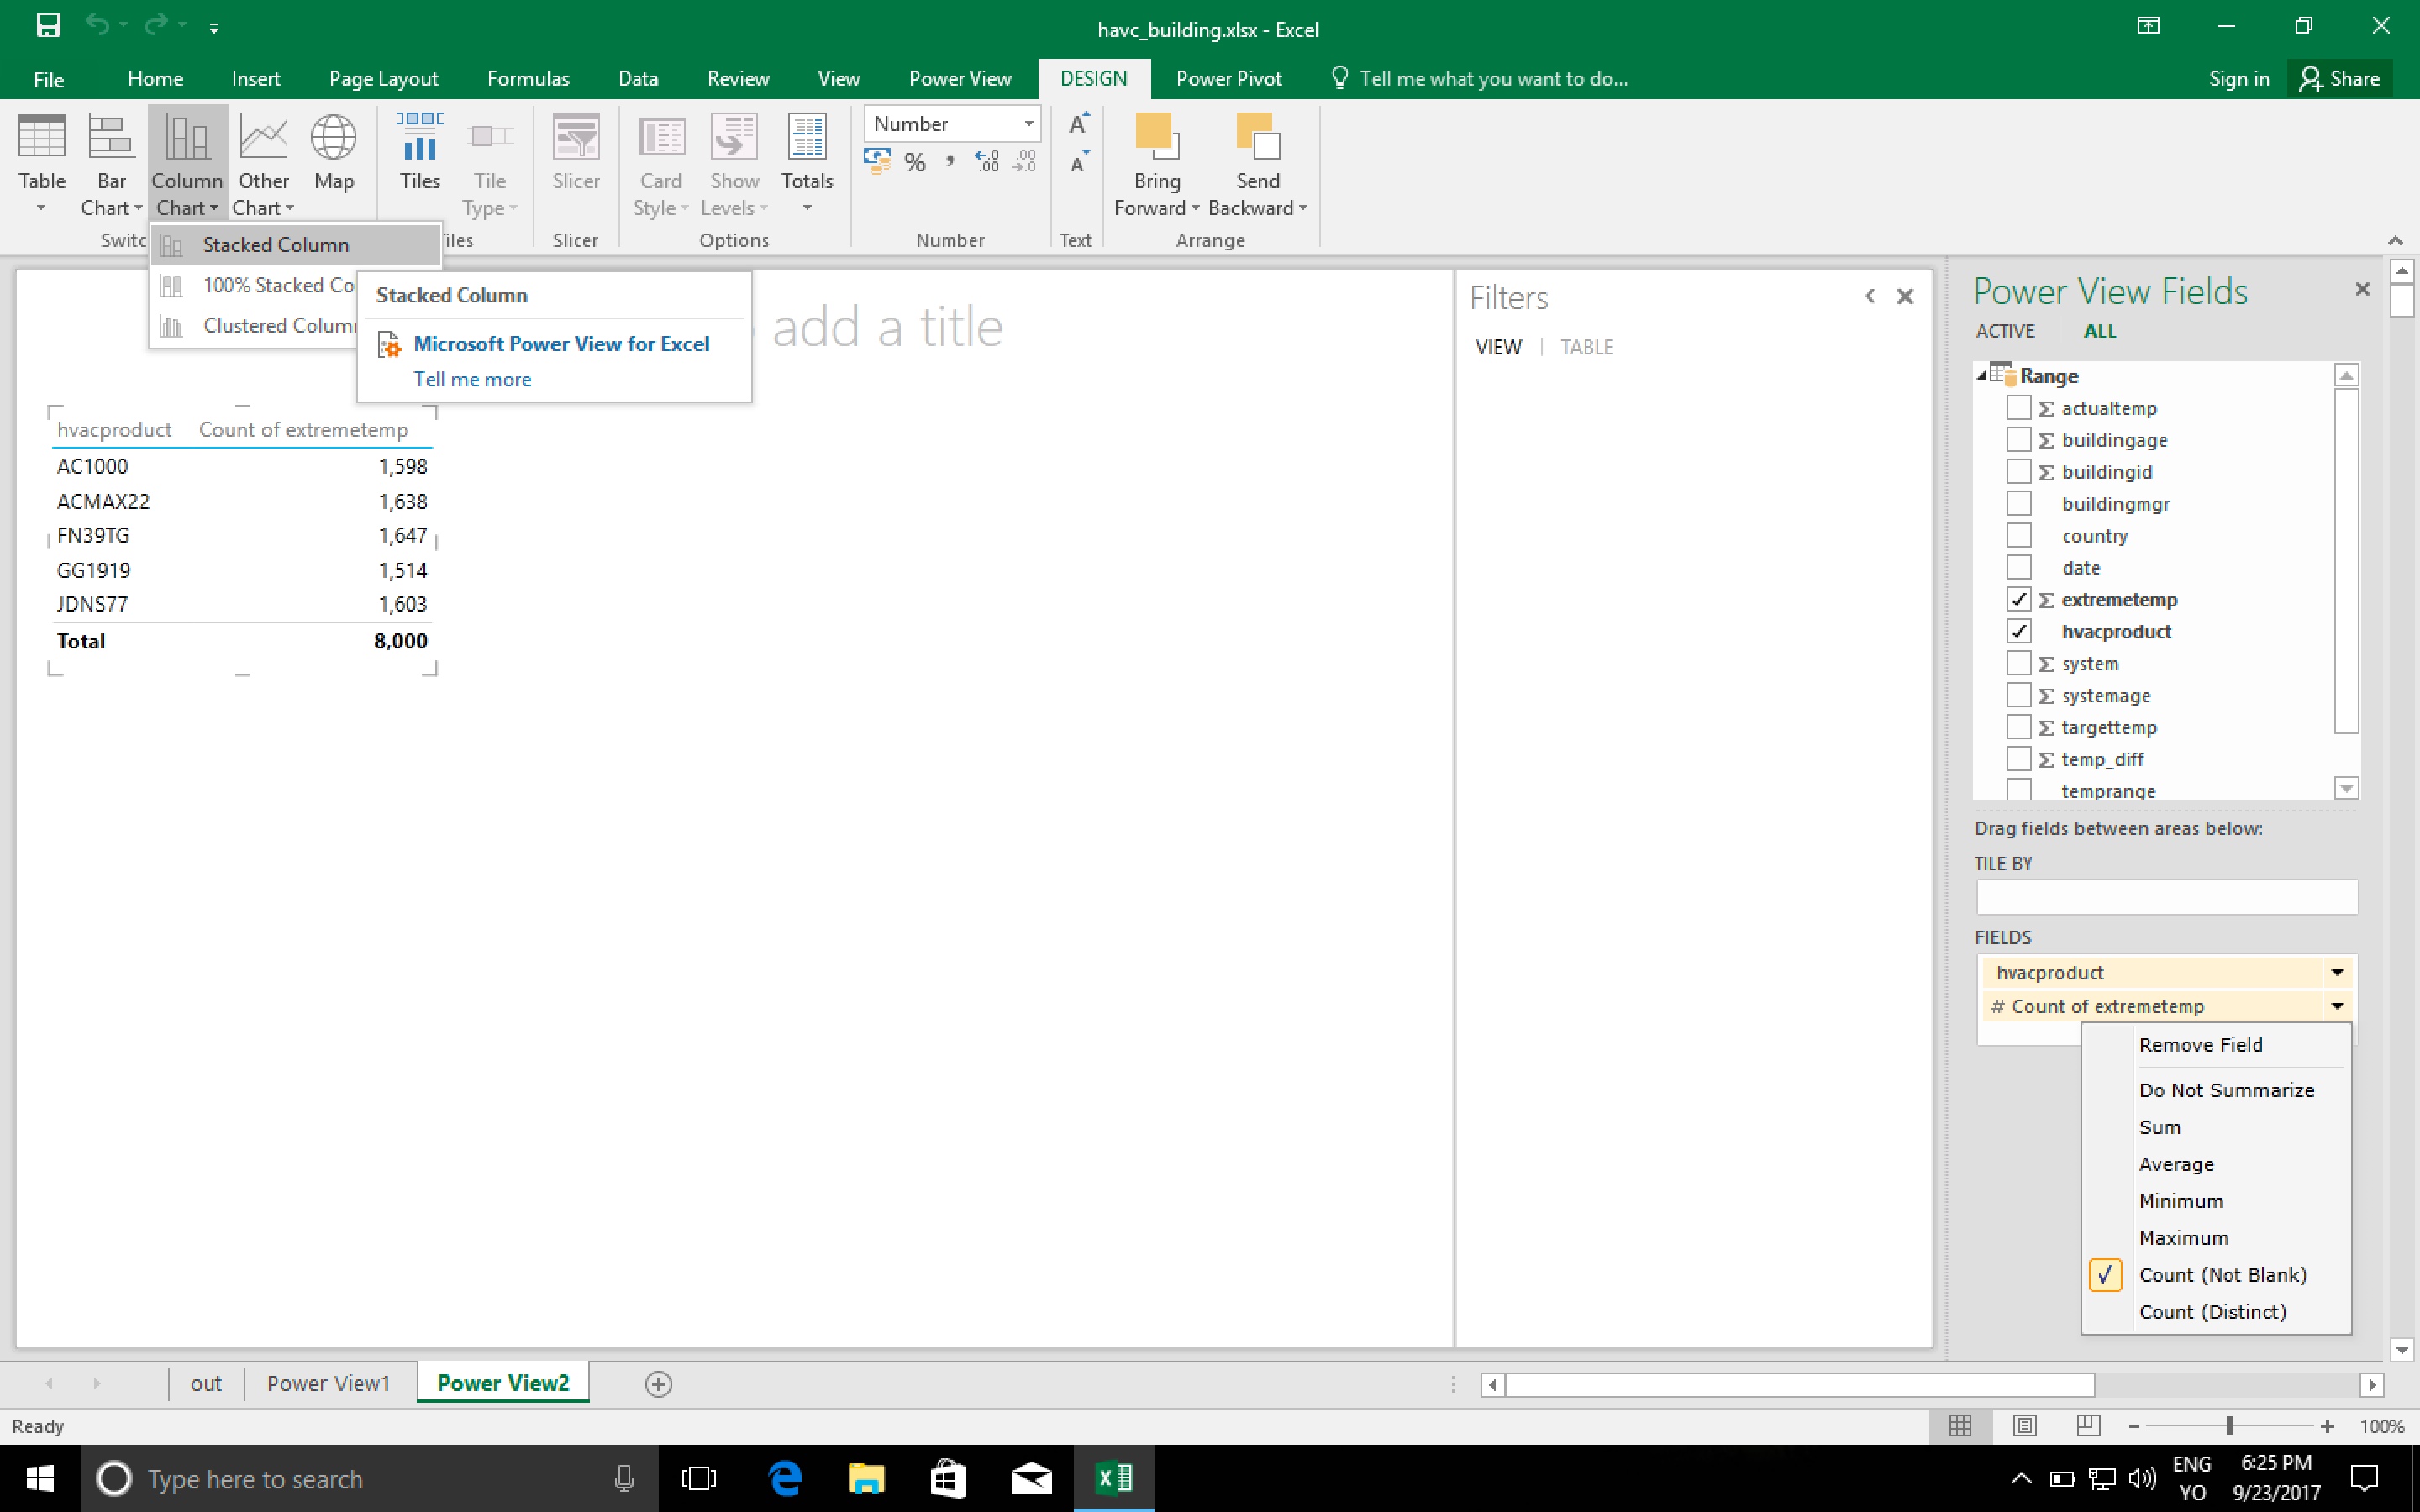 havc_building.xlsx - Excel
File Home Insert Page Layout Formulas Data Review View Power View DESIGN Power Pivot Tell me what you want to do... Sign in Share
Table
Bar Chart
Column Chart
Other Chart
Map
Tiles
Tile Type
Slicer
Card Style
Show Levels
Totals
Number
% , .00 .00
Bring Forward
Send Backward
Slicer
Options
Number
Text
Arrange
Stacked Column
100% Stacked Co
Clustered Colum
Stacked Column
Microsoft Power View for Excel
Tell me more
add a title
hvacproduct Count of extremetemp
AC1000 1,598
ACMAX22 1,638
FN39TG 1,647
GG1919 1,514
JDNS77 1,603
Total 8,000
Filters
VIEW | TABLE
Power View Fields
ACTIVE ALL
Range
Σ actualtemp
Σ buildingage
Σ buildingid
buildingmgr
country
date
Σ extremetemp
hvacproduct
Σ system
Σ systemage
Σ targettemp
Σ temp_diff
temprange
Drag fields between areas below:
TILE BY
FIELDS
hvacproduct
# Count of extremetemp
Remove Field
Do Not Summarize
Sum
Average
Minimum
Maximum
Count (Not Blank)
Count (Distinct)
out Power View1 Power View2
Ready
100%
Type here to search
ENG
YO
6:25 PM
9/23/2017